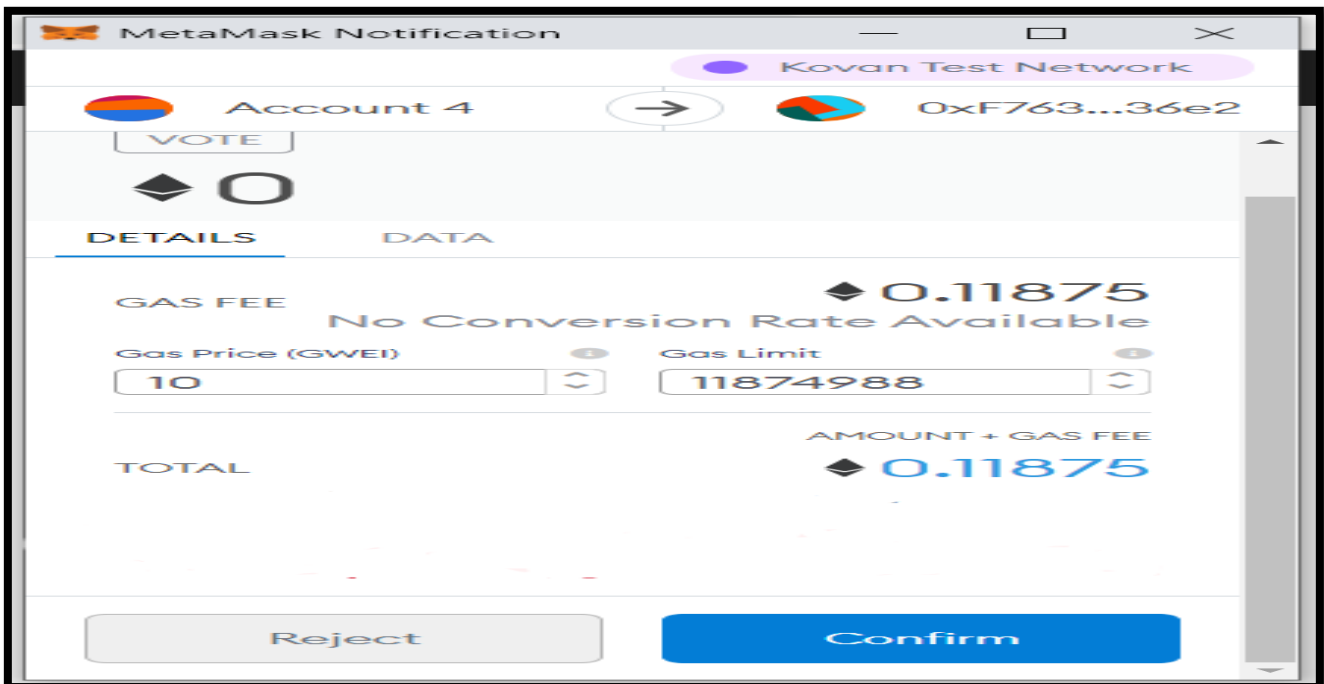 MetaMask Notification
Kovan Test Network
Account 4 0xF763...36e2
VOTE
0
DETAILS DATA
GAS FEE 0.11875
No Conversion Rate Available
Gas Price (GWEI) Gas Limit
10 11874988
AMOUNT + GAS FEE
TOTAL 0.11875
Reject Confirm